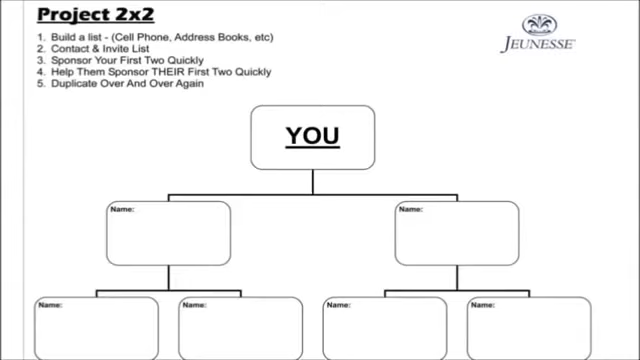 Project 2x2
1. Build a list - (Cell Phone, Address Books, etc)
2. Contact & Invite List
3. Sponsor Your First Two Quickly
4. Help Them Sponsor THEIR First Two Quickly
5. Duplicate Over And Over Again
JEUNESSE
YOU
Name:
Name:
Name:
Name:
Name:
Name: